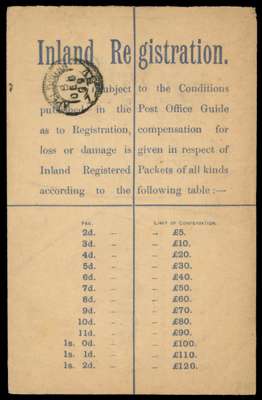 Inland Registration.
Subject to the Conditions
published in the Post Office Guide
as to Registration, compensation for
loss or damage is given in respect of
Inland Registered Packets of all kinds
according to the following table:—
Fee. Limit of Compensation.
2d. – – £5.
3d. – – £10.
4d. – – £20.
5d. – – £30.
6d. – – £40.
7d. – – £50.
8d. – – £60.
9d. – – £70.
10d. – – £80.
11d. – – £90.
1s. 0d. – – £100.
1s. 1d. – – £110.
1s. 2d. – – £120.